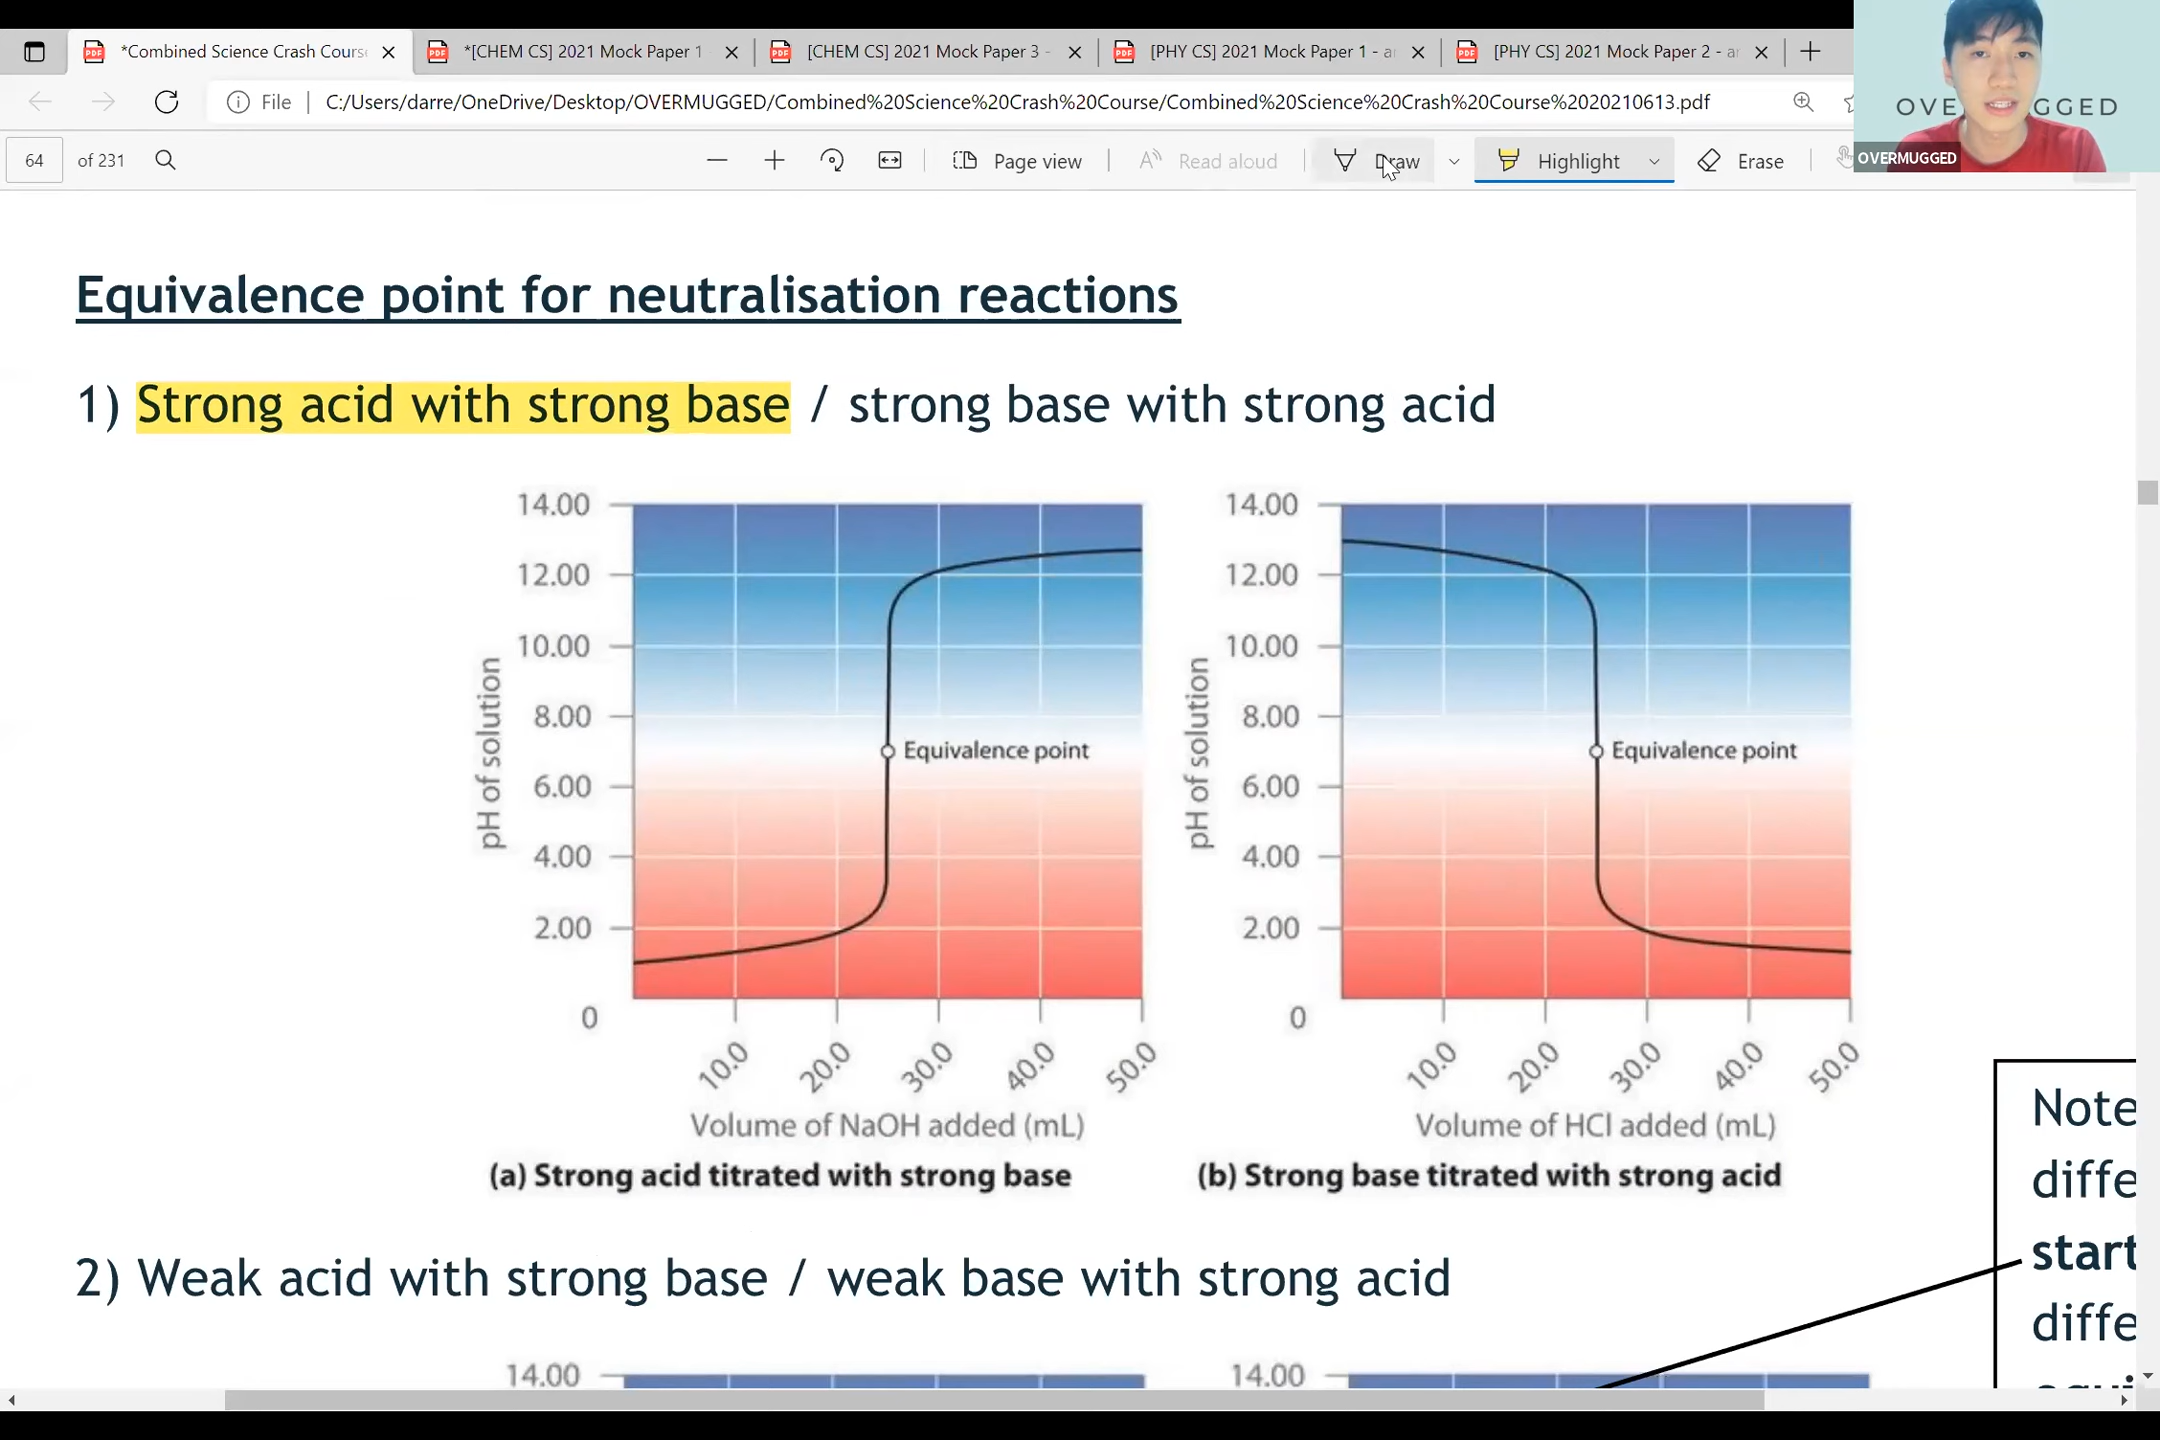 *Combined Science Crash Cours
*[CHEM CS] 2021 Mock Paper 1
[CHEM CS] 2021 Mock Paper 3 -
[PHY CS] 2021 Mock Paper 1 - a
[PHY CS] 2021 Mock Paper 2 - a
File
C:/Users/darre/OneDrive/Desktop/OVERMUGGED/Combined%20Science%20Crash%20Course/Combined%20Science%20Crash%20Course%2020210613.pdf
OVE GGED
OVERMUGGED
64 of 231
Page view
Read aloud
Draw
Highlight
Erase
Equivalence point for neutralisation reactions
1) Strong acid with strong base / strong base with strong acid
14.00
12.00
10.00
8.00
6.00
4.00
2.00
0
pH of solution
Equivalence point
10.0 20.0 30.0 40.0 50.0
Volume of NaOH added (mL)
(a) Strong acid titrated with strong base
14.00
12.00
10.00
8.00
6.00
4.00
2.00
0
pH of solution
Equivalence point
10.0 20.0 30.0 40.0 50.0
Volume of HCl added (mL)
(b) Strong base titrated with strong acid
Note
diffe
start
diffe
2) Weak acid with strong base / weak base with strong acid
14.00
14.00